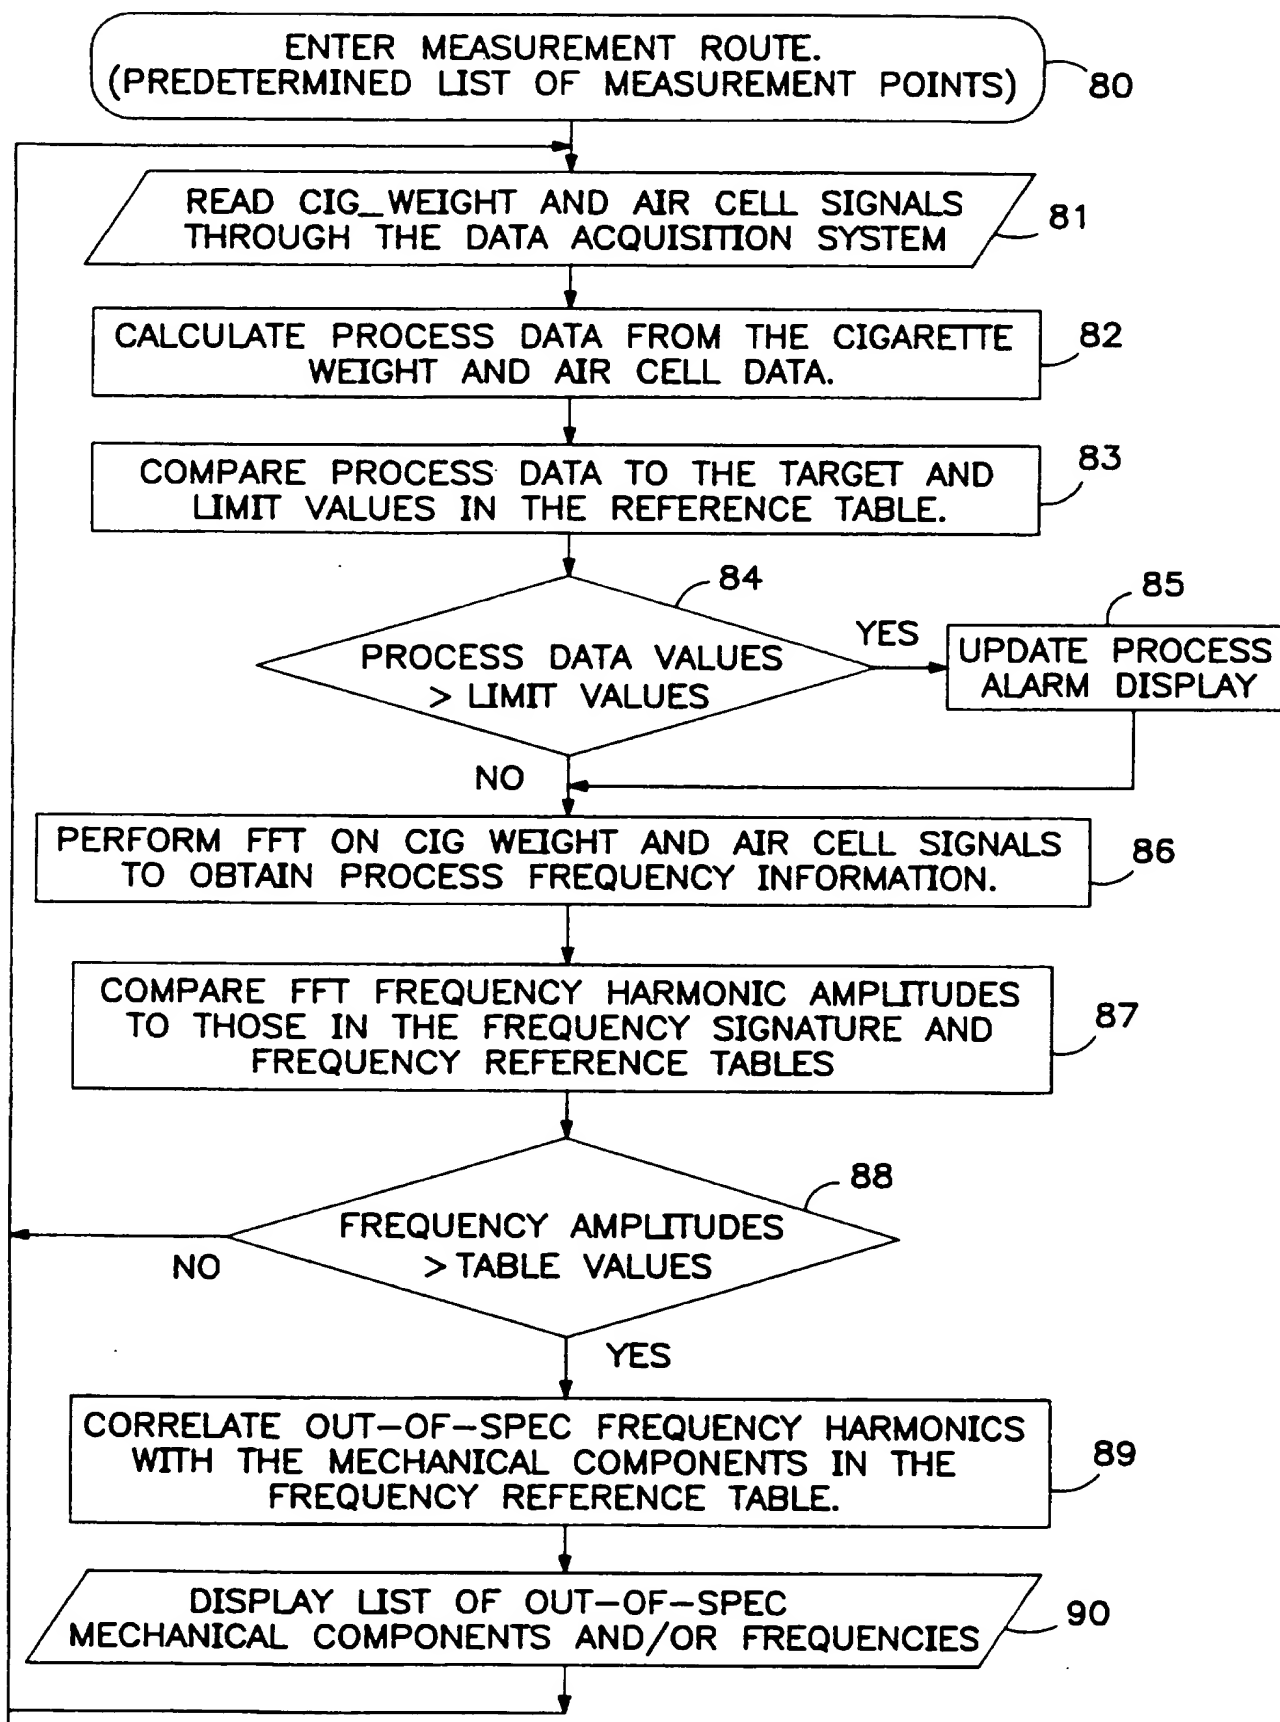 ENTER MEASUREMENT ROUTE.
(PREDETERMINED LIST OF MEASUREMENT POINTS)
80
READ CIG_WEIGHT AND AIR CELL SIGNALS
THROUGH THE DATA ACQUISITION SYSTEM
81
CALCULATE PROCESS DATA FROM THE CIGARETTE
WEIGHT AND AIR CELL DATA.
82
COMPARE PROCESS DATA TO THE TARGET AND
LIMIT VALUES IN THE REFERENCE TABLE.
83
84
PROCESS DATA VALUES
> LIMIT VALUES
YES
85
UPDATE PROCESS
ALARM DISPLAY
NO
PERFORM FFT ON CIG WEIGHT AND AIR CELL SIGNALS
TO OBTAIN PROCESS FREQUENCY INFORMATION.
86
COMPARE FFT FREQUENCY HARMONIC AMPLITUDES
TO THOSE IN THE FREQUENCY SIGNATURE AND
FREQUENCY REFERENCE TABLES
87
88
FREQUENCY AMPLITUDES
> TABLE VALUES
NO
YES
CORRELATE OUT-OF-SPEC FREQUENCY HARMONICS
WITH THE MECHANICAL COMPONENTS IN THE
FREQUENCY REFERENCE TABLE.
89
DISPLAY LIST OF OUT-OF-SPEC
MECHANICAL COMPONENTS AND/OR FREQUENCIES
90